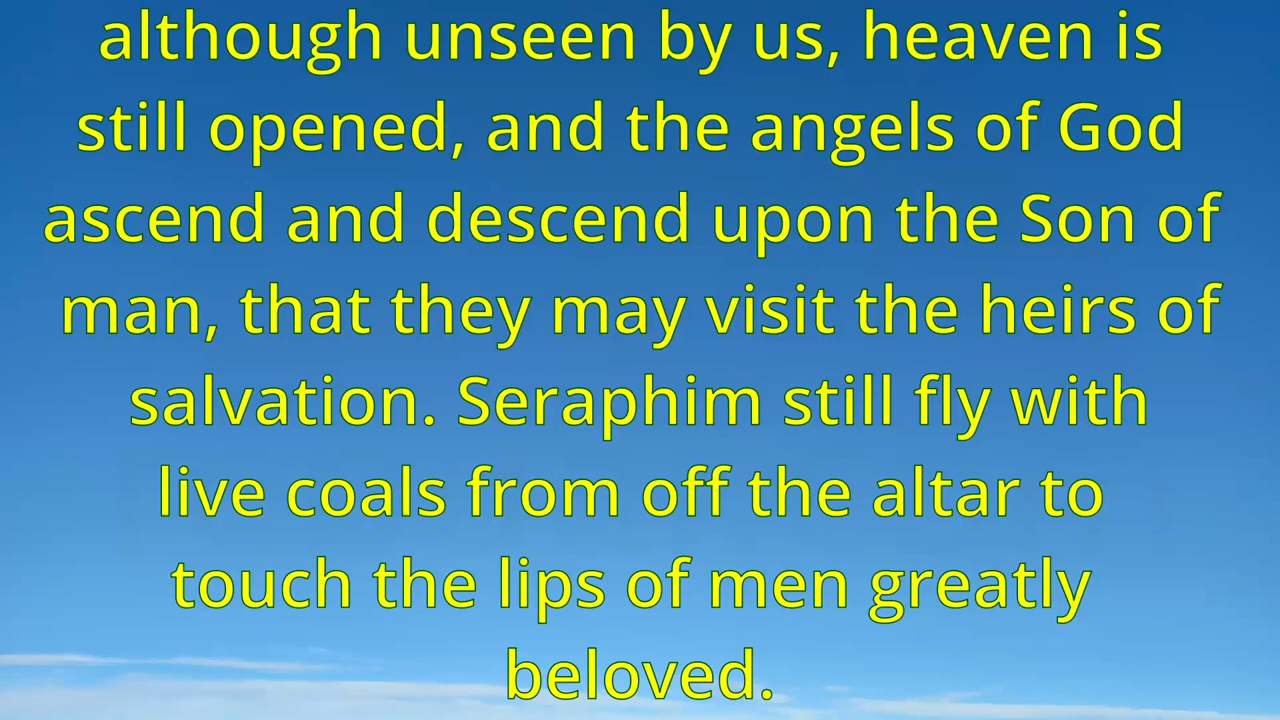 although unseen by us, heaven is
still opened, and the angels of God
ascend and descend upon the Son of
man, that they may visit the heirs of
salvation. Seraphim still fly with
live coals from off the altar to
touch the lips of men greatly
beloved.